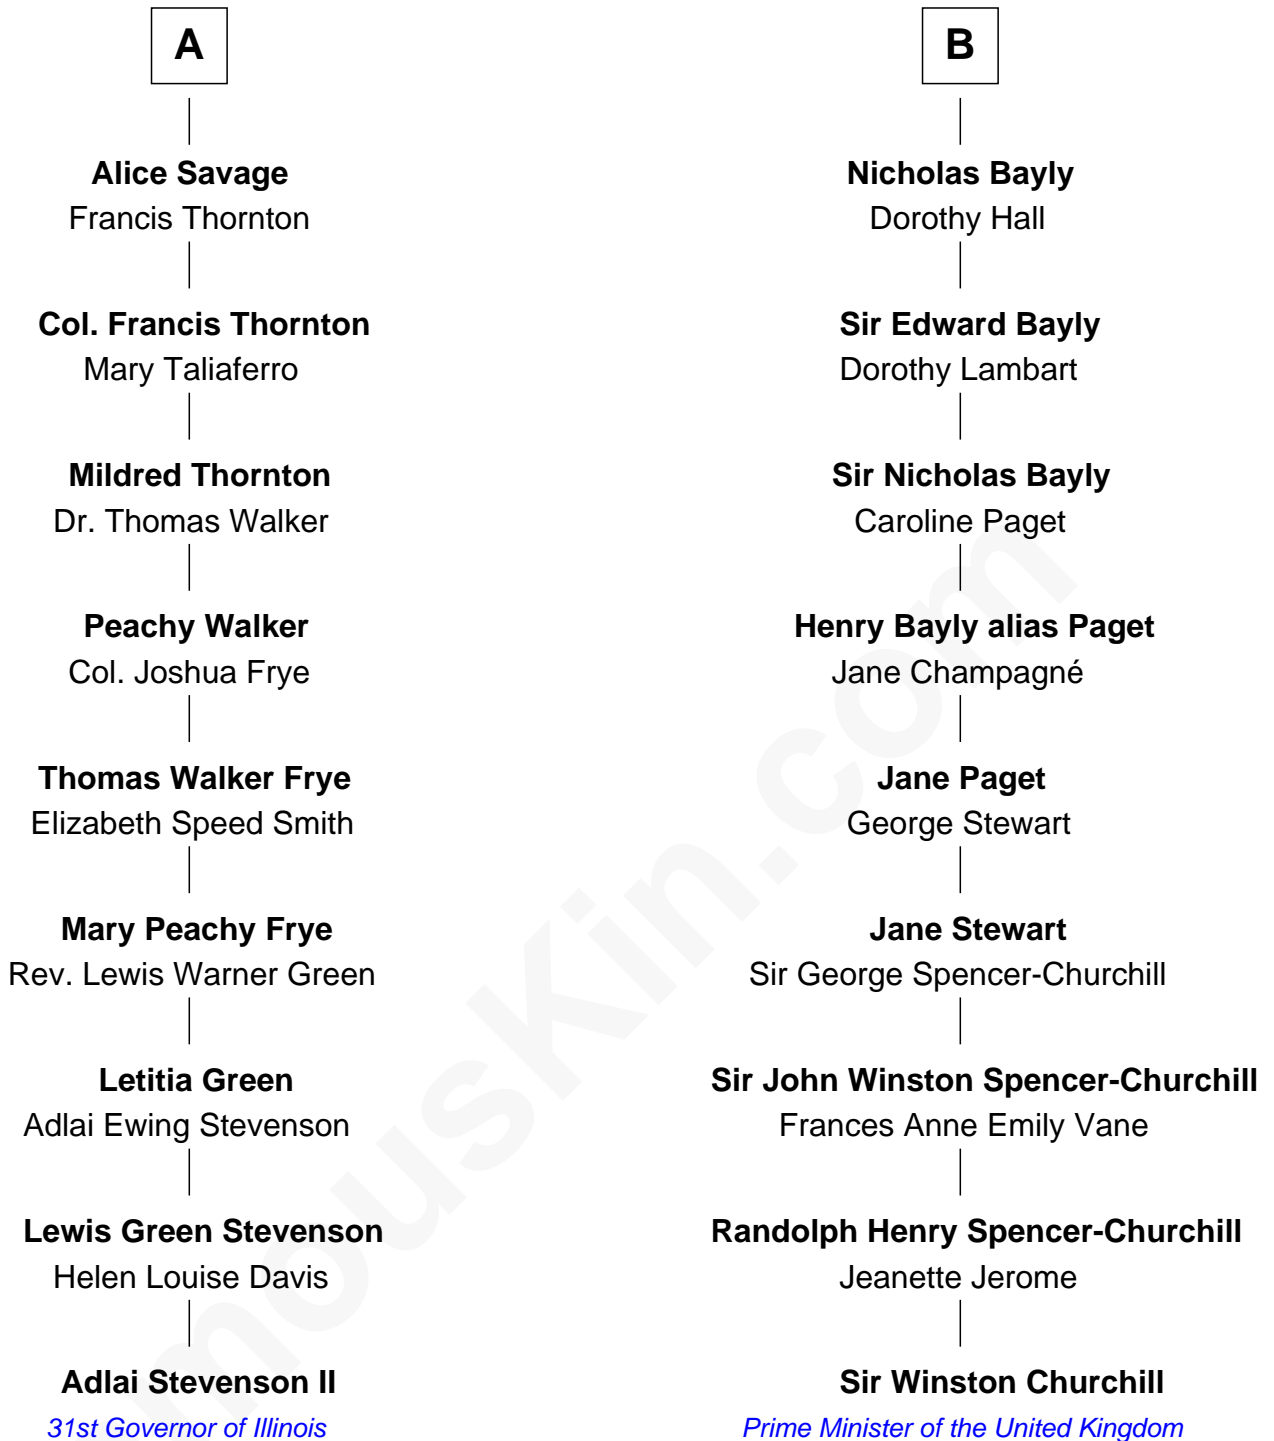 A
Alice Savage
Francis Thornton
Col. Francis Thornton
Mary Taliaferro
Mildred Thornton
Dr. Thomas Walker
Peachy Walker
Col. Joshua Frye
Thomas Walker Frye
Elizabeth Speed Smith
Mary Peachy Frye
Rev. Lewis Warner Green
Letitia Green
Adlai Ewing Stevenson
Lewis Green Stevenson
Helen Louise Davis
Adlai Stevenson II
31st Governor of Illinois
B
Nicholas Bayly
Dorothy Hall
Sir Edward Bayly
Dorothy Lambart
Sir Nicholas Bayly
Caroline Paget
Henry Bayly alias Paget
Jane Champagné
Jane Paget
George Stewart
Jane Stewart
Sir George Spencer-Churchill
Sir John Winston Spencer-Churchill
Frances Anne Emily Vane
Randolph Henry Spencer-Churchill
Jeanette Jerome
Sir Winston Churchill
Prime Minister of the United Kingdom
mousKin.com